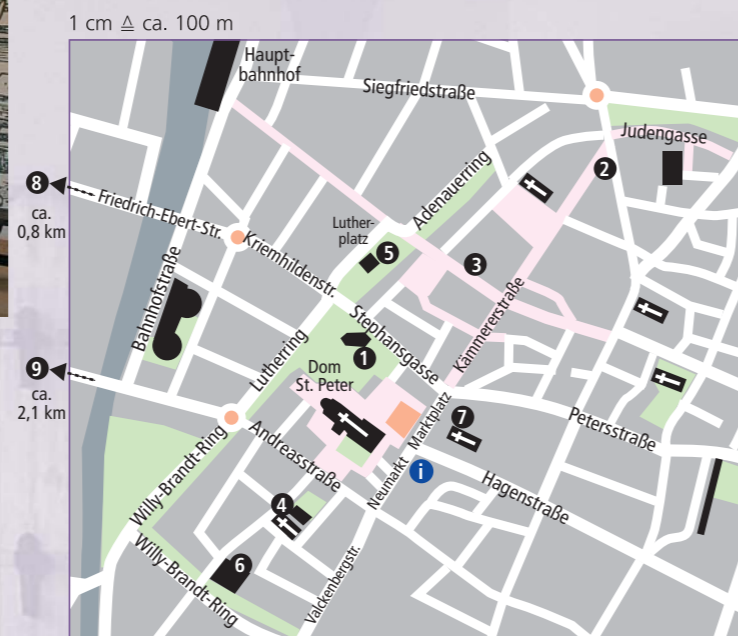 1 cm ≙ ca. 100 m
Haupt-
bahnhof
Siegfriedstraße
Judengasse
2
8
ca.
0,8 km
Friedrich-Ebert-Str.
Kriemhildenstr.
Luther-
platz
5
Adenauerring
3
Bahnhofstraße
Lutherring
Stephansgasse
Kämmererstraße
1
Dom
St. Peter
9
ca.
2,1 km
Marktplatz
7
Petersstraße
Willy-Brandt-Ring
Andreasstraße
Neumarkt
i
Hagenstraße
4
Willy-Brandt-Ring
6
Valckenbergstr.